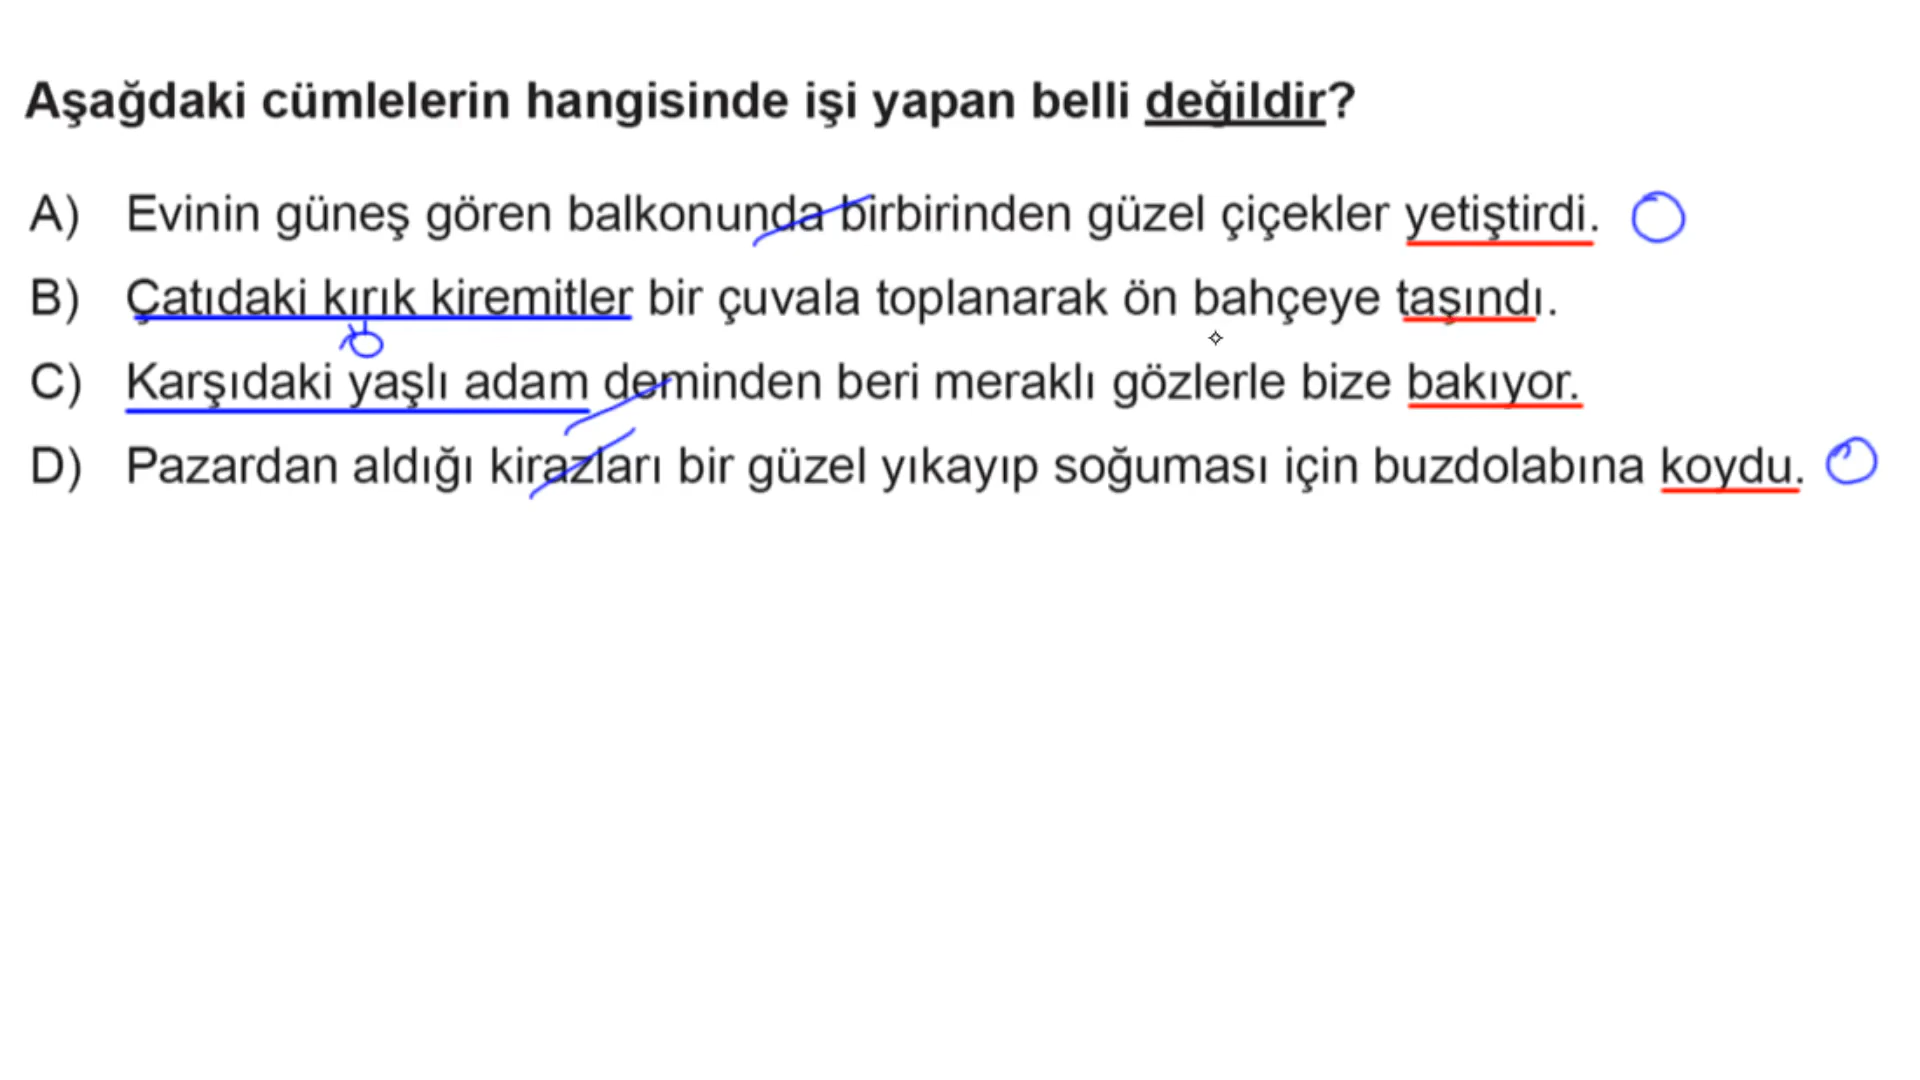 Aşağdaki cümlelerin hangisinde işi yapan belli değildir?
A) Evinin güneş gören balkonunda birbirinden güzel çiçekler yetiştirdi.
B) Çatıdaki kırık kiremitler bir çuvala toplanarak ön bahçeye taşındı.
C) Karşıdaki yaşlı adam deminden beri meraklı gözlerle bize bakıyor.
D) Pazardan aldığı kirazları bir güzel yıkayıp soğuması için buzdolabına koydu.